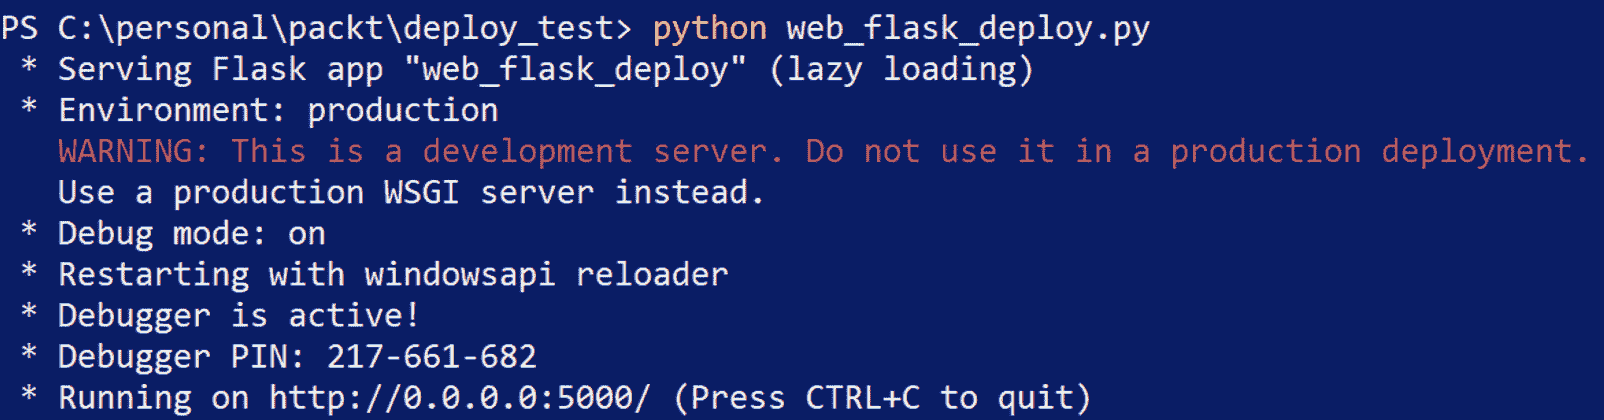 PS C:\personal\packt\deploy_test> python web_flask_deploy.py
* Serving Flask app "web_flask_deploy" (lazy loading)
* Environment: production
WARNING: This is a development server. Do not use it in a production deployment.
Use a production WSGI server instead.
* Debug mode: on
* Restarting with windowsapi reloader
* Debugger is active!
* Debugger PIN: 217-661-682
* Running on http://0.0.0.0:5000/ (Press CTRL+C to quit)